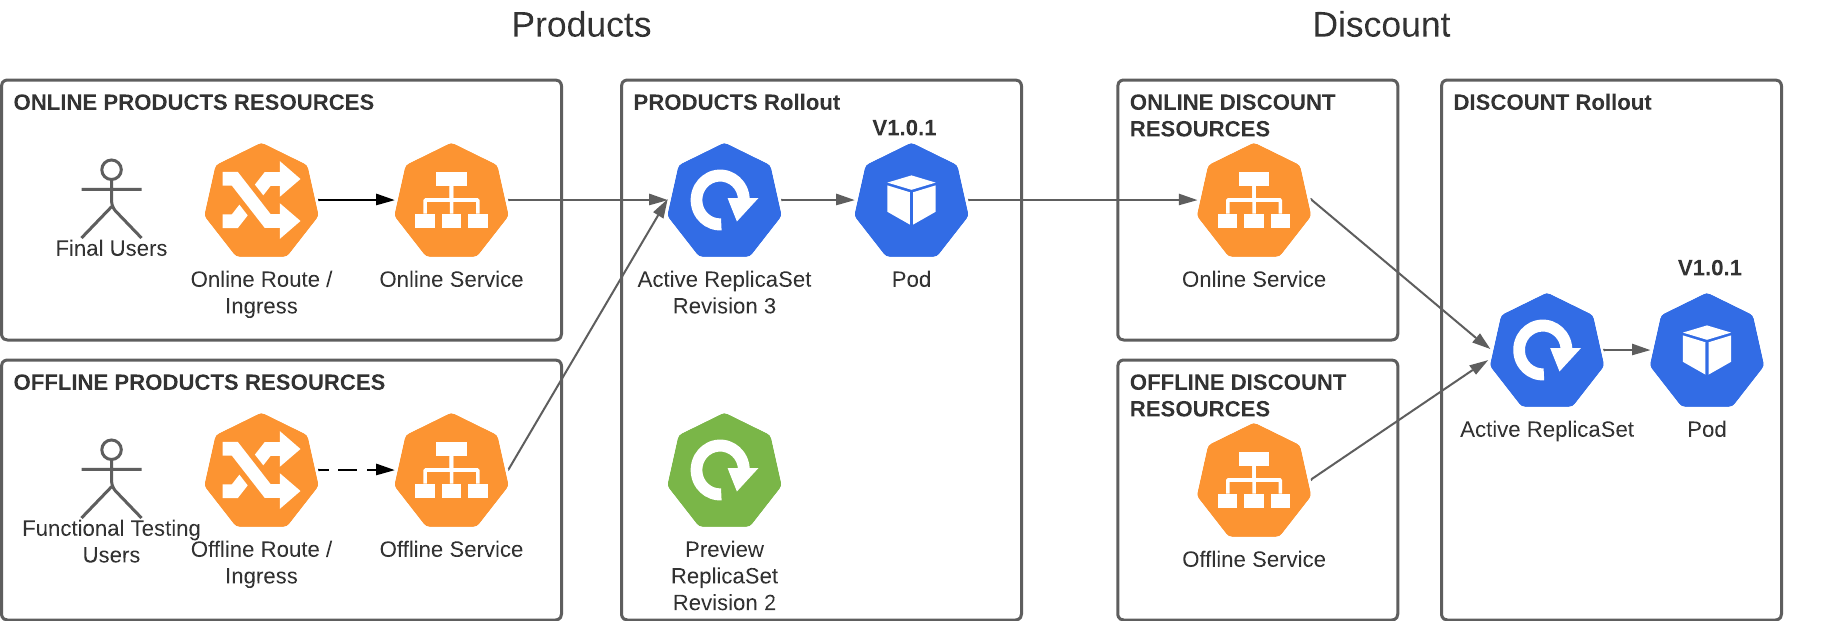 Products
Discount
ONLINE PRODUCTS RESOURCES
Final Users
Online Route /
Ingress
Online Service
OFFLINE PRODUCTS RESOURCES
Functional Testing
Users
Offline Route /
Ingress
Offline Service
PRODUCTS Rollout
V1.0.1
Active ReplicaSet
Revision 3
Pod
Preview
ReplicaSet
Revision 2
ONLINE DISCOUNT
RESOURCES
Online Service
OFFLINE DISCOUNT
RESOURCES
Offline Service
DISCOUNT Rollout
V1.0.1
Active ReplicaSet
Pod